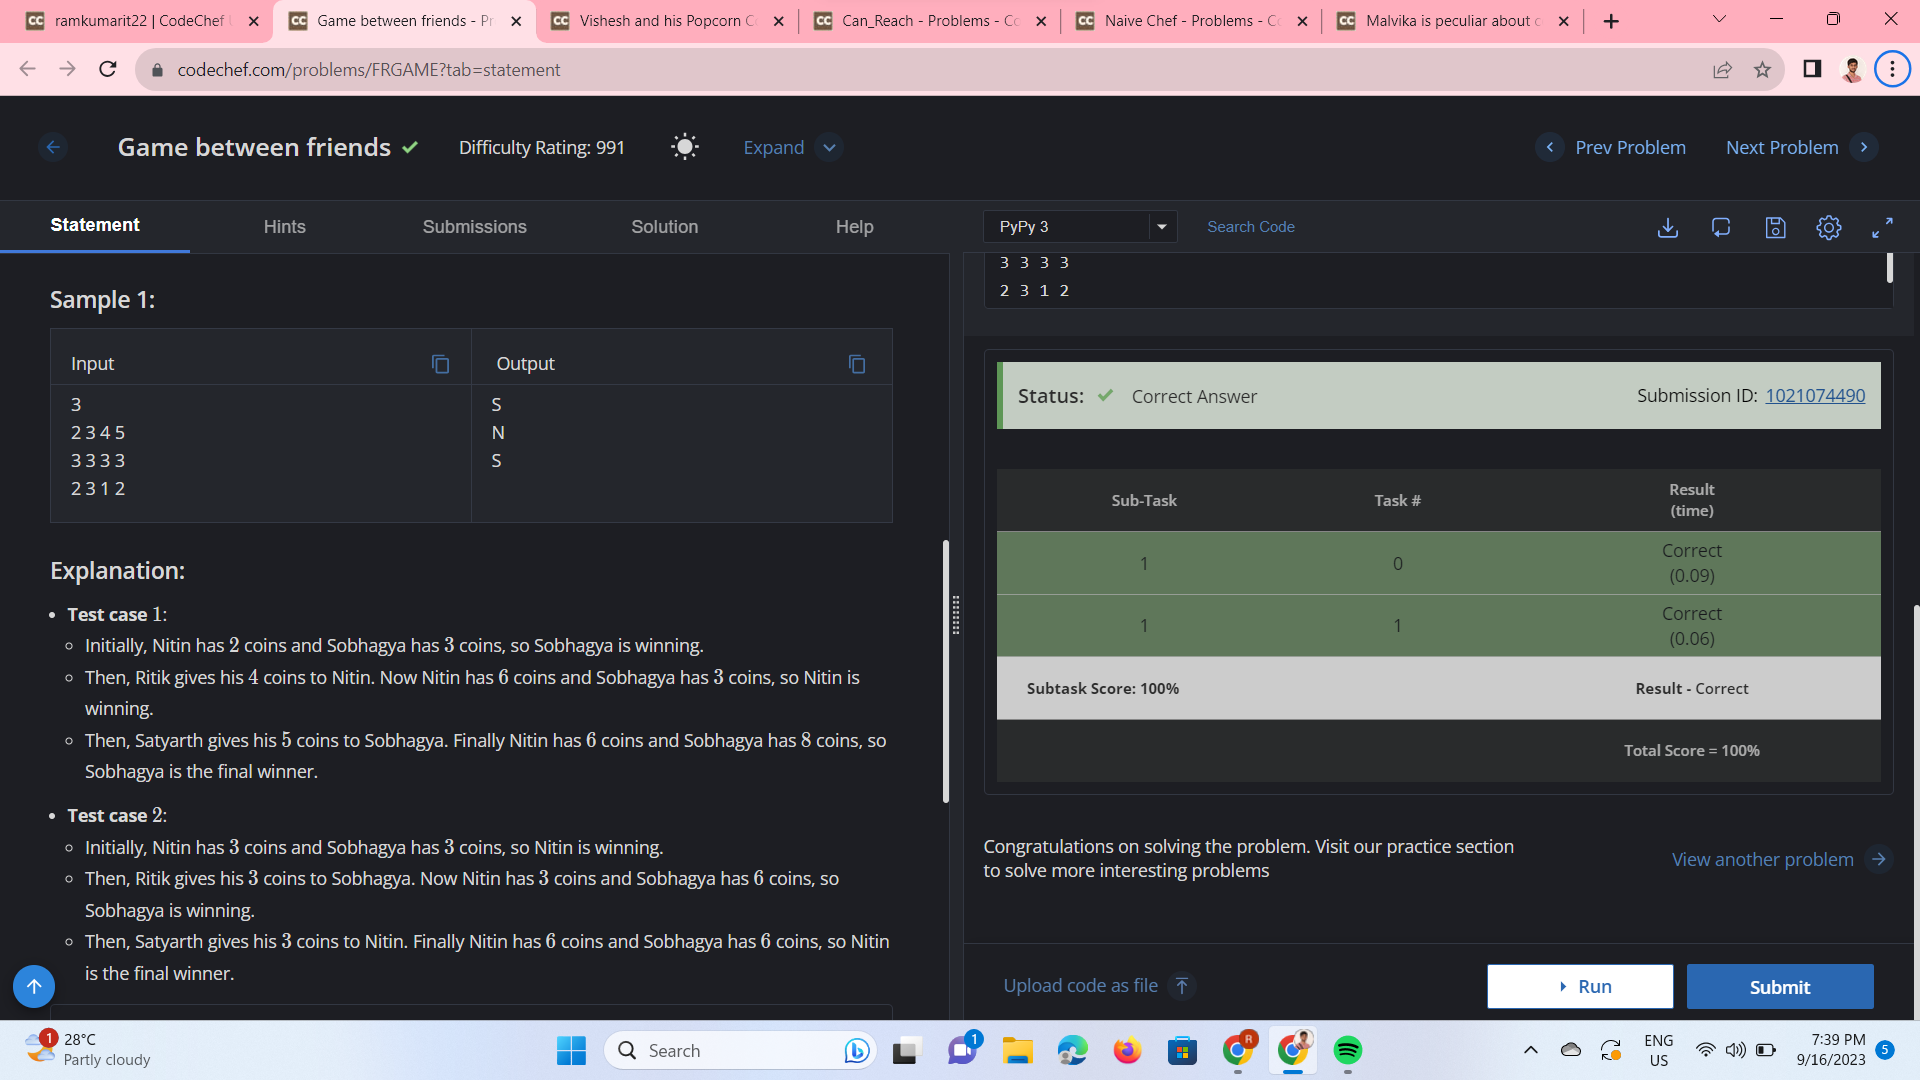 ramkumarit22 | CodeChef
Game between friends - Pr
Vishesh and his Popcorn C
Can_Reach - Problems - Co
Naive Chef - Problems - Co
Malvika is peculiar about
codechef.com/problems/FRGAME?tab=statement
Game between friends
Difficulty Rating: 991
Expand
Prev Problem
Next Problem
Statement
Hints
Submissions
Solution
Help
PyPy 3
Search Code
Sample 1:
Input
Output
3
2 3 4 5
3 3 3 3
2 3 1 2
S
N
S
Explanation:
• Test case 1:
Initially, Nitin has 2 coins and Sobhagya has 3 coins, so Sobhagya is winning.
Then, Ritik gives his 4 coins to Nitin. Now Nitin has 6 coins and Sobhagya has 3 coins, so Nitin is
winning.
Then, Satyarth gives his 5 coins to Sobhagya. Finally Nitin has 6 coins and Sobhagya has 8 coins, so
Sobhagya is the final winner.
• Test case 2:
Initially, Nitin has 3 coins and Sobhagya has 3 coins, so Nitin is winning.
Then, Ritik gives his 3 coins to Sobhagya. Now Nitin has 3 coins and Sobhagya has 6 coins, so
Sobhagya is winning.
Then, Satyarth gives his 3 coins to Nitin. Finally Nitin has 6 coins and Sobhagya has 6 coins, so Nitin
is the final winner.
3 3 3 3
2 3 1 2
Status: Correct Answer
Submission ID: 1021074490
Sub-Task Task # Result
(time)
1 0 Correct
(0.09)
1 1 Correct
(0.06)
Subtask Score: 100% Result - Correct
Total Score = 100%
Congratulations on solving the problem. Visit our practice section
to solve more interesting problems
View another problem
Upload code as file
Run
Submit
1
28°C
Partly cloudy
Search
1
R
ENG
US
7:39 PM
9/16/2023
5